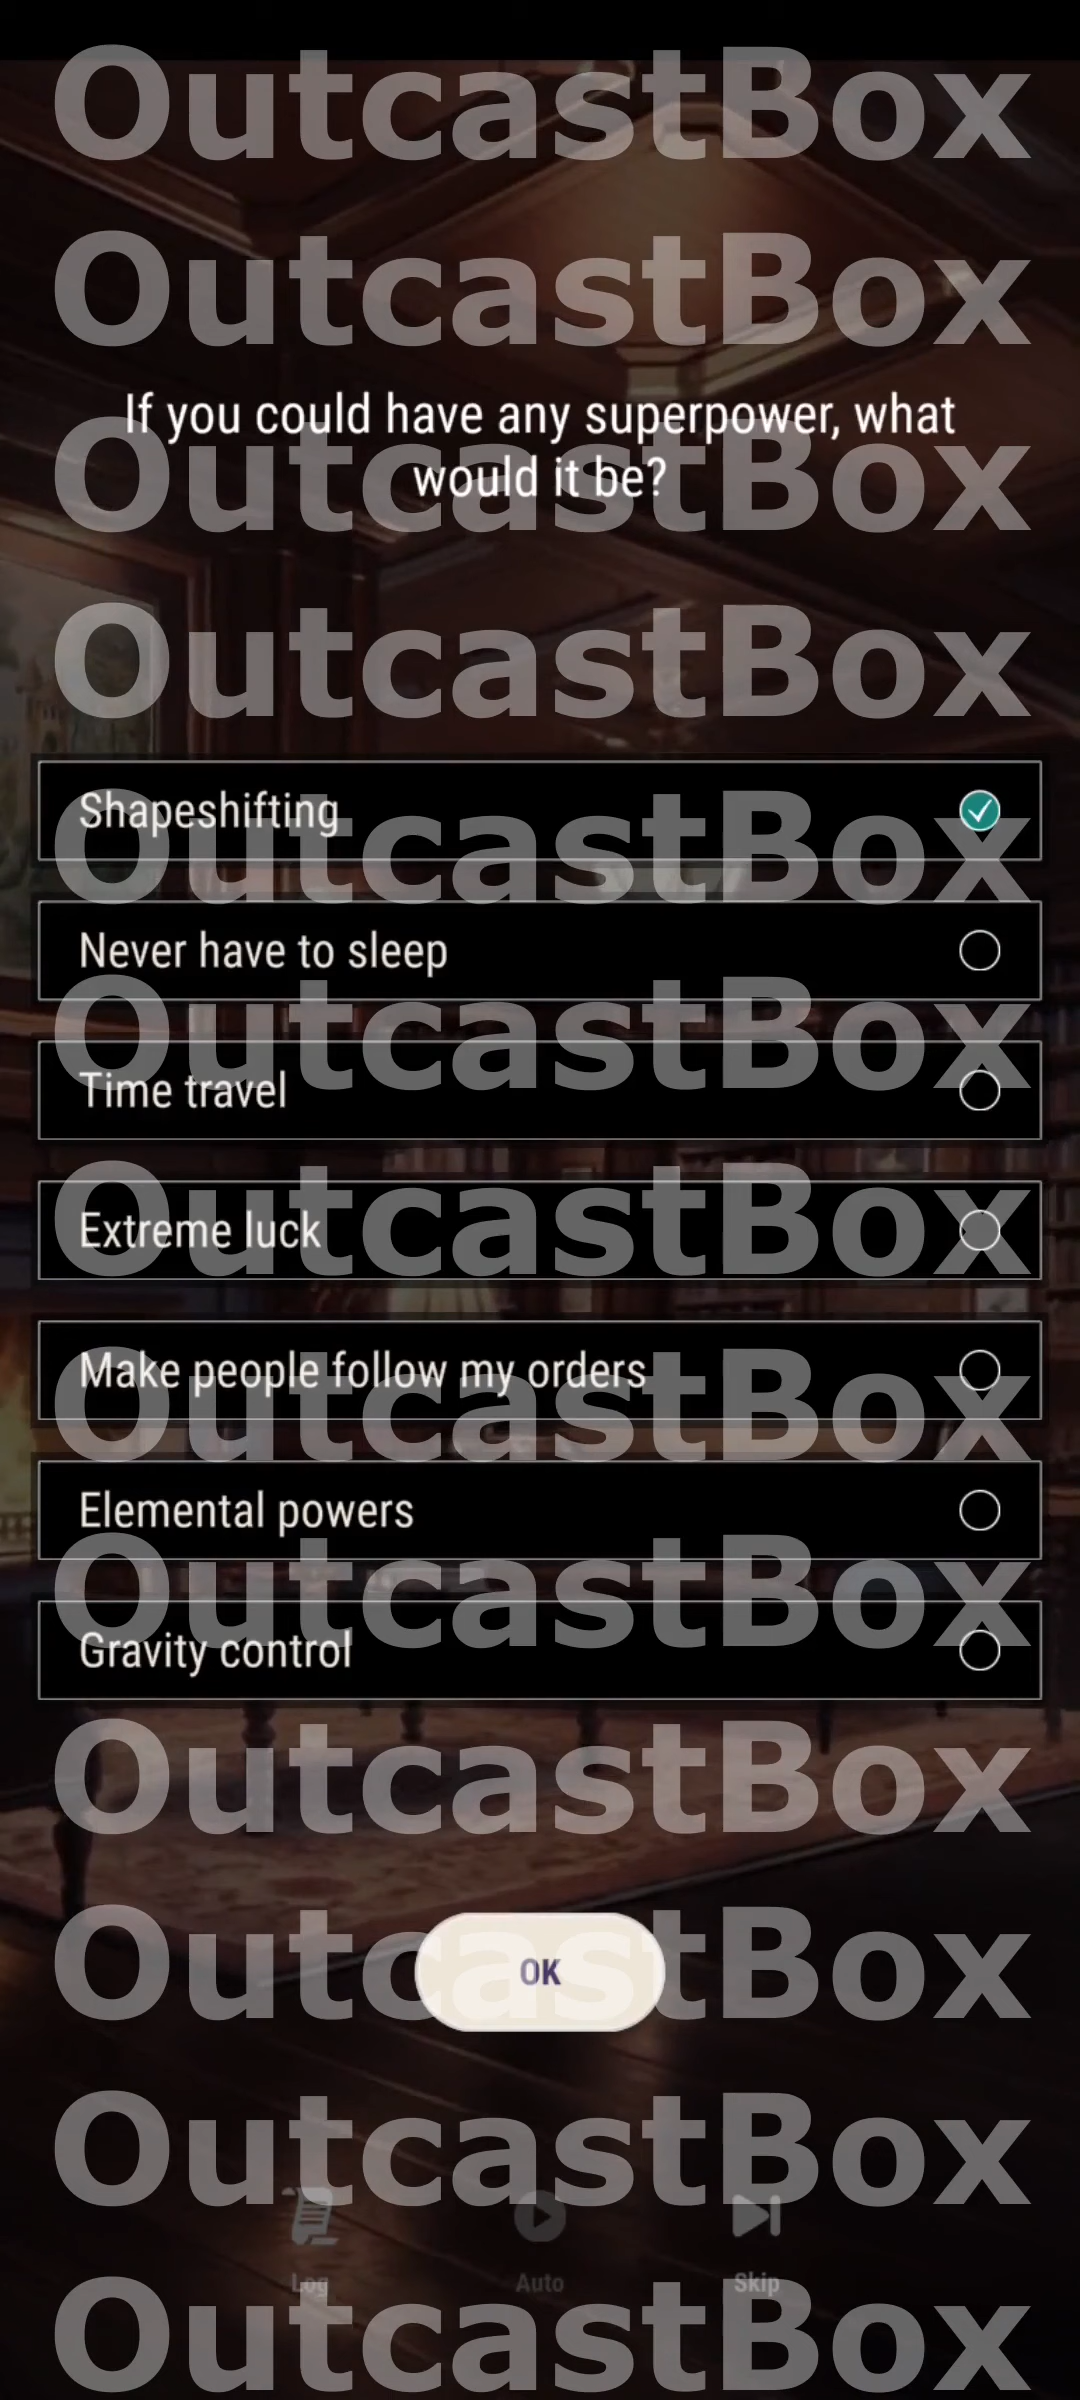 OutcastBox
OutcastBox
If you could have any superpower, what
would it be?
OutcastBox
OutcastBox
Shapeshifting
OutcastBox
Never have to sleep
OutcastBox
Time travel
Extreme luck
OutcastBox
Make people follow my orders
OutcastBox
Elemental powers
OutcastBox
Gravity control
OutcastBox
OutcastBox
OK
OutcastBox
Log
Auto
Skip
OutcastBox